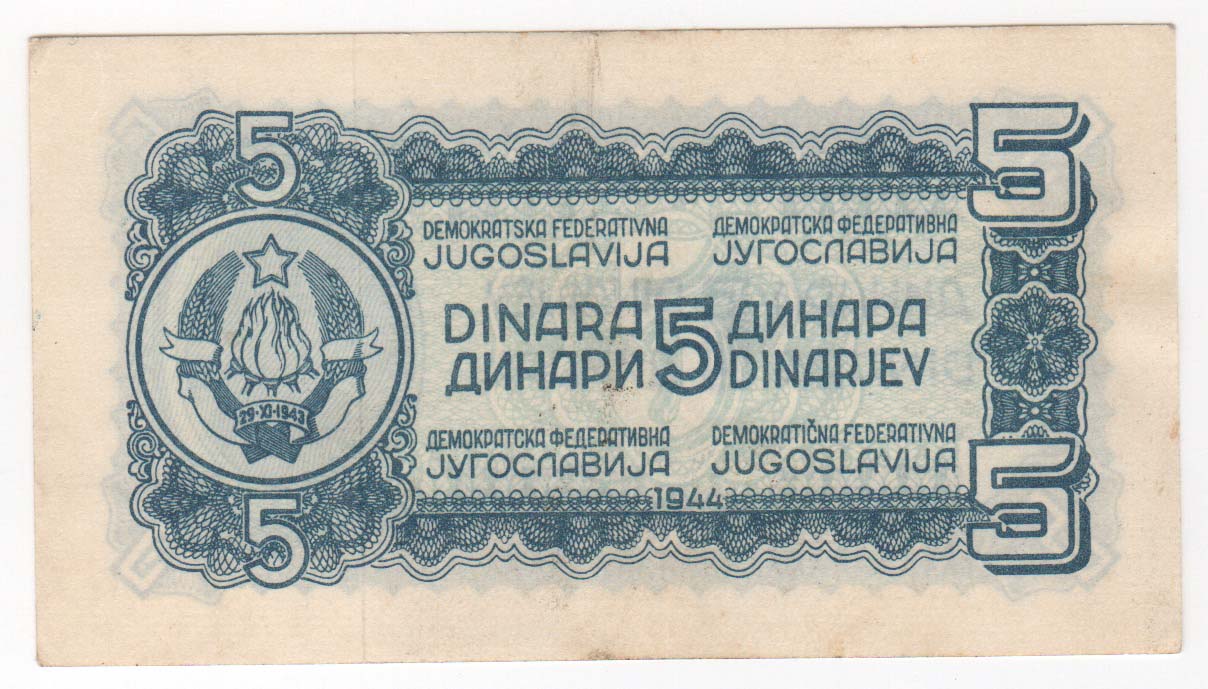 5
5
DEMOKRATSKA FEDERATIVNA
JUGOSLAVIJA
ДЕМОКРАТСКА ФЕДЕРАТИВНА
ЈУГОСЛАВИЈА
DINARA 5 ДИНАРА
ДИНАРИ DINARJEV
29·XI·1943
ДЕМОКРАТСКА ФЕДЕРАТИВНА
ЈУГОСЛАВИЈА
DEMOKRATIČNA FEDERATIVNA
JUGOSLAVIJA
1944
5
5